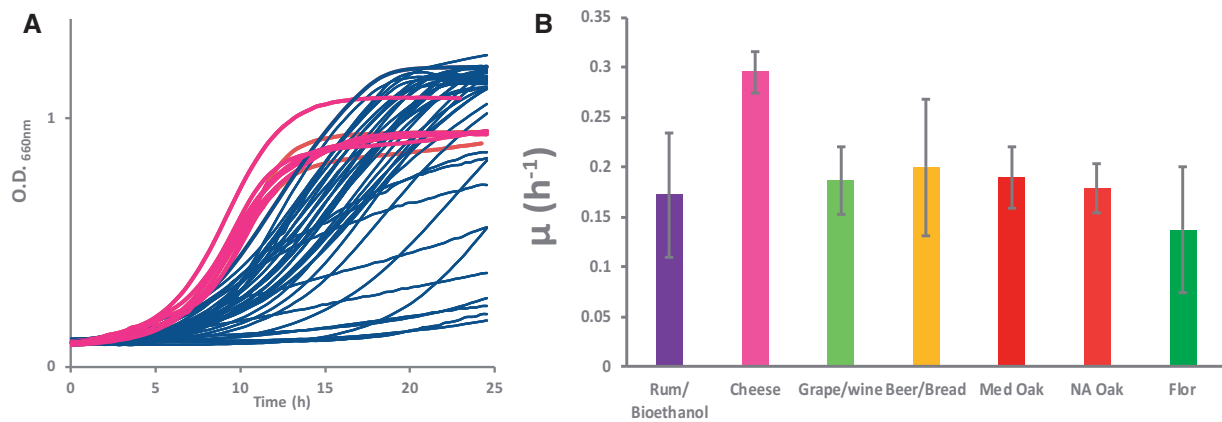 A
O.D. 660nm
1
0
0
5
10
15
20
25
Time (h)
B
μ (h-1)
0.35
0.3
0.25
0.2
0.15
0.1
0.05
0
Rum/
Bioethanol
Cheese
Grape/wine
Beer/Bread
Med Oak
NA Oak
Flor